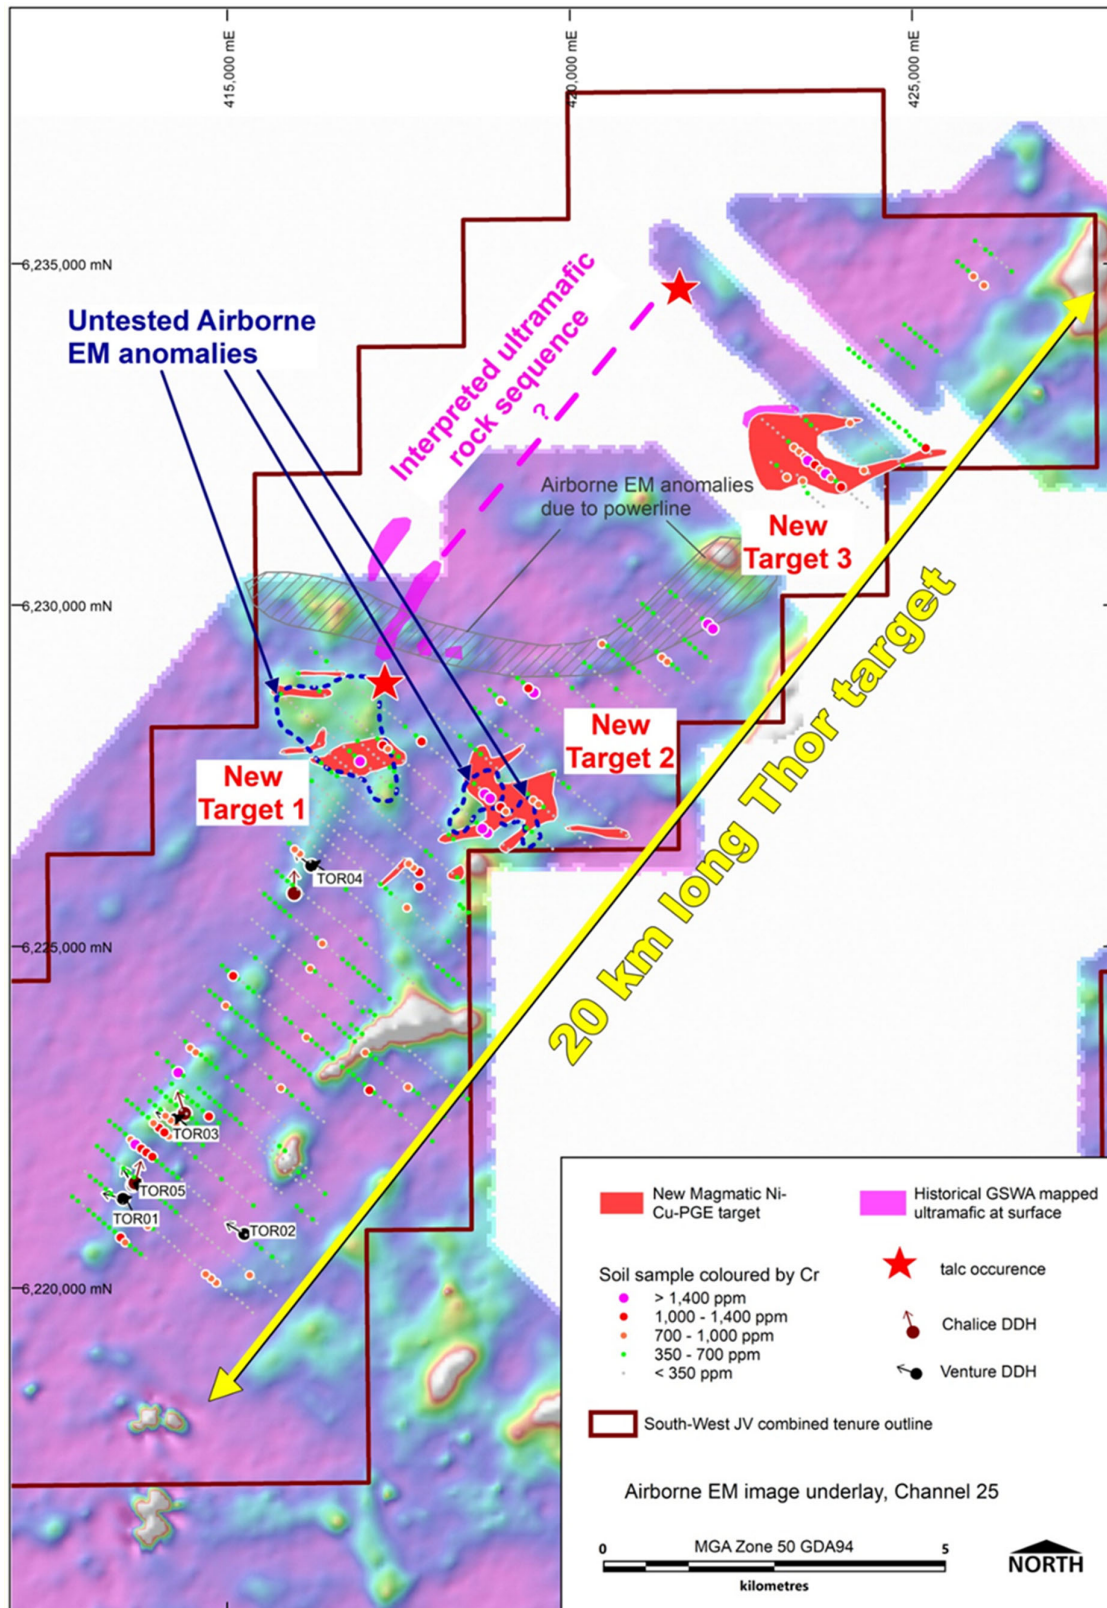 415,000 mE
420,000 mE
425,000 mE
6,235,000 mN
Untested Airborne
EM anomalies
Interpreted ultramafic
rock sequence
?
Airborne EM anomalies
due to powerline
New
Target 3
6,230,000 mN
New
Target 2
New
Target 1
20 km long Thor target
TOR04
6,225,000 mN
TOR03
TOR05
TOR01
TOR02
6,220,000 mN
New Magmatic Ni-
Cu-PGE target
Historical GSWA mapped
ultramafic at surface
Soil sample coloured by Cr
> 1,400 ppm
1,000 - 1,400 ppm
700 - 1,000 ppm
350 - 700 ppm
< 350 ppm
talc occurence
Chalice DDH
Venture DDH
South-West JV combined tenure outline
Airborne EM image underlay, Channel 25
0 MGA Zone 50 GDA94 5
kilometres
NORTH